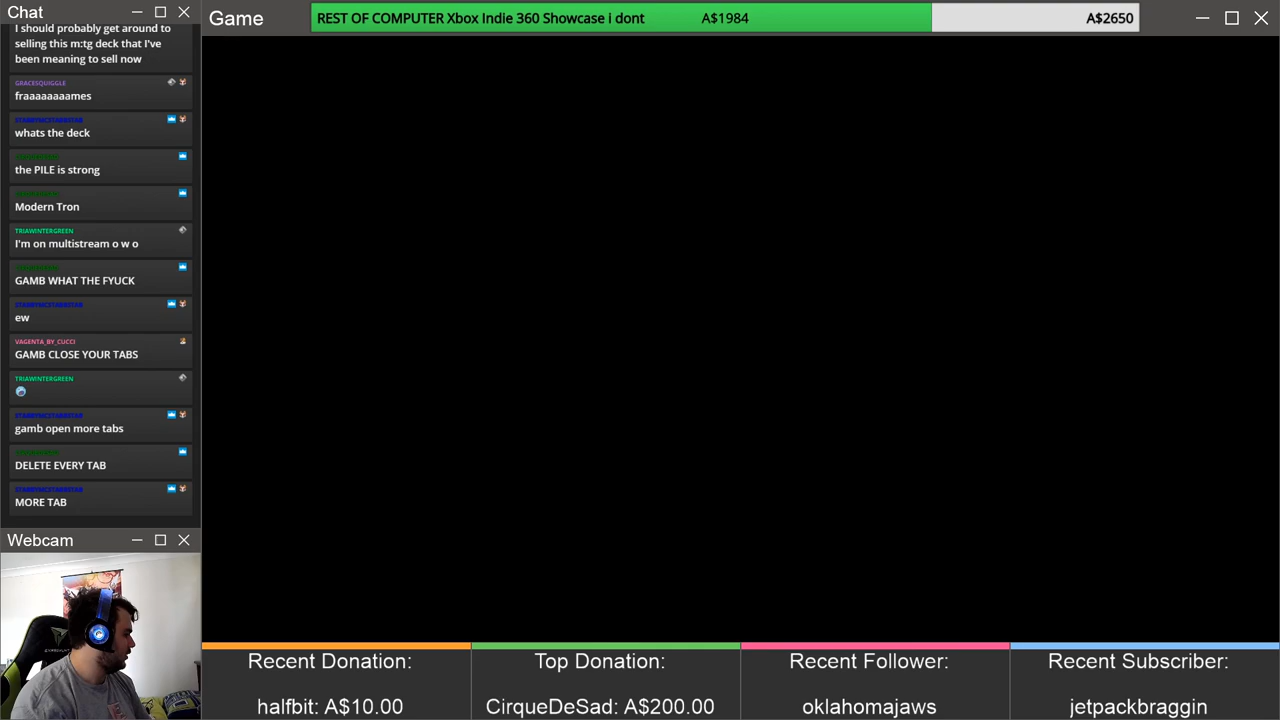 Chat
Game
REST OF COMPUTER Xbox Indie 360 Showcase i dont
A$1984
A$2650
I should probably get around to
selling this m:tg deck that I've
been meaning to sell now
GRACESQUIGGLE
fraaaaaaames
whats the deck
the PILE is strong
Modern Tron
TRIAWINTERGREEN
I'm on multistream o w o
GAMB WHAT THE FYUCK
ew
VAGENTA_BY_CUCCI
GAMB CLOSE YOUR TABS
TRIAWINTERGREEN
gamb open more tabs
DELETE EVERY TAB
MORE TAB
Webcam
Recent Donation:
halfbit: A$10.00
Top Donation:
CirqueDeSad: A$200.00
Recent Follower:
oklahomajaws
Recent Subscriber:
jetpackbraggin